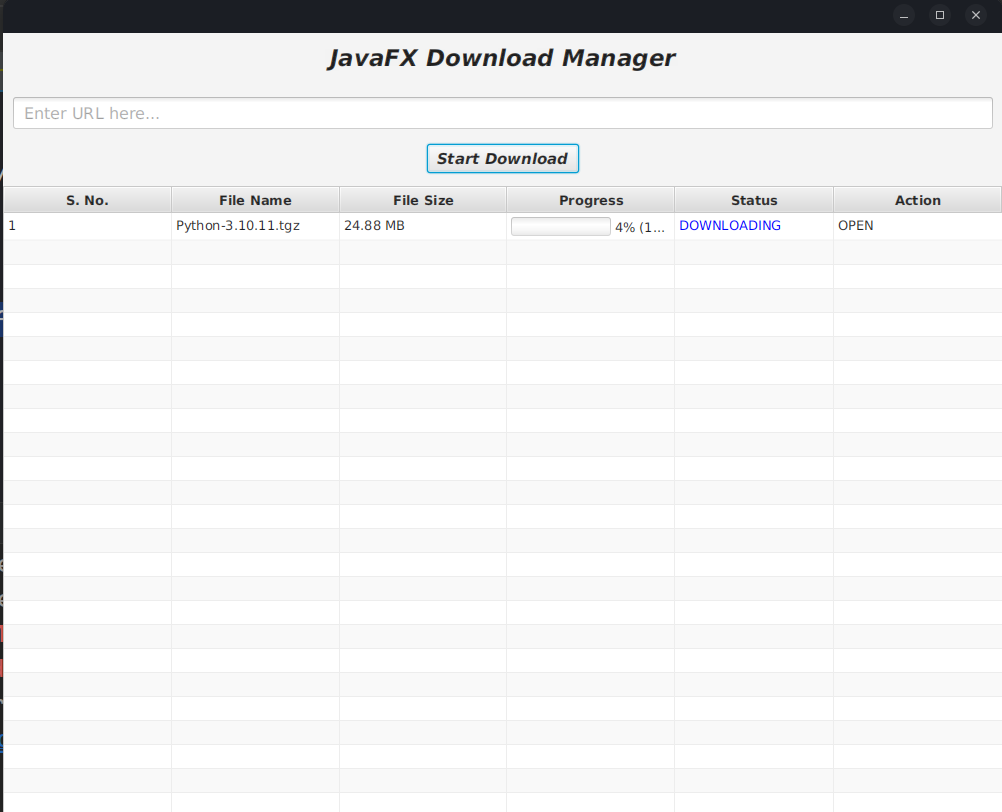 JavaFX Download Manager
Enter URL here...
Start Download
S. No. File Name File Size Progress Status Action
1 Python-3.10.11.tgz 24.88 MB 4% (1... DOWNLOADING OPEN